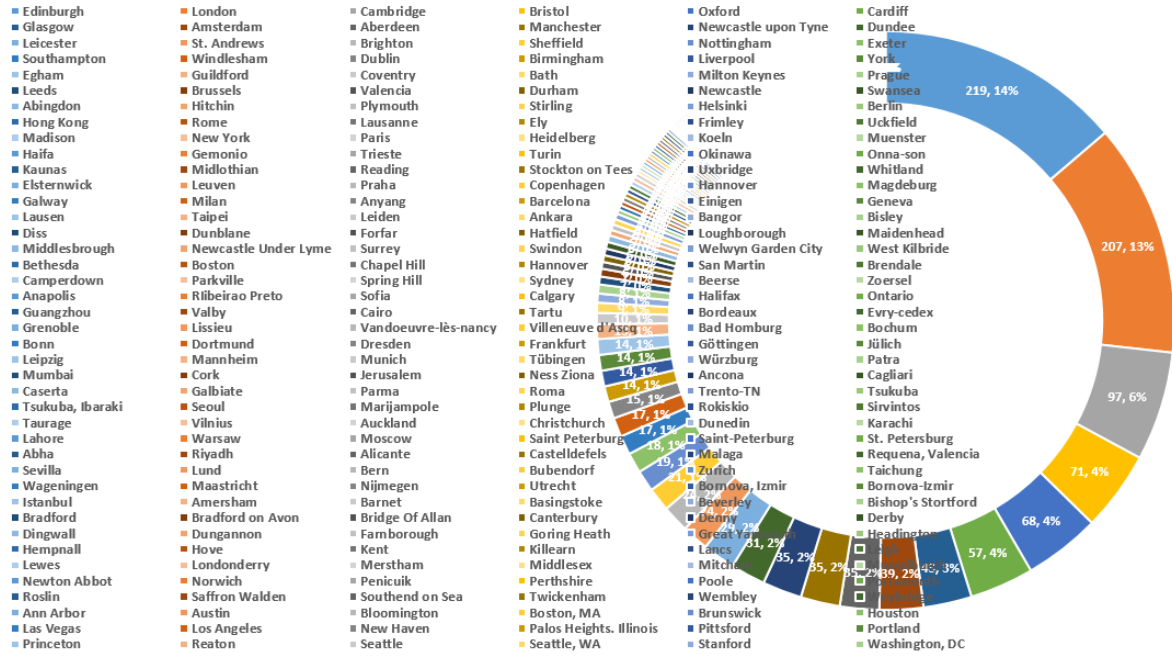 Edinburgh London Cambridge Bristol Oxford Cardiff
Glasgow Amsterdam Aberdeen Manchester Newcastle upon Tyne Dundee
Leicester St. Andrews Brighton Sheffield Nottingham Exeter
Southampton Windlesham Dublin Birmingham Liverpool York
Egham Guildford Coventry Bath Milton Keynes Prague
Leeds Brussels Valencia Durham Newcastle Swansea
Abingdon Hitchin Plymouth Stirling Helsinki Berlin
Hong Kong Rome Lausanne Ely Frimley Uckfield
Madison New York Paris Heidelberg Koeln Muenster
Haifa Gemonio Trieste Turin Okinawa Onna-son
Kaunas Midlothian Reading Stockton on Tees Uxbridge Whitland
Elsternwick Leuven Praha Copenhagen Hannover Magdeburg
Galway Milan Anyang Barcelona Einigen Geneva
Lausen Taipei Leiden Ankara Bangor Bisley
Diss Dunblane Forfar Hatfield Loughborough Maidenhead
Middlesbrough Newcastle Under Lyme Surrey Swindon Welwyn Garden City West Kilbride
Bethesda Boston Chapel Hill Hannover San Martin Brendale
Camperdown Parkville Spring Hill Sydney Beerse Zoersel
Anapolis Rlibeirao Preto Sofia Calgary Halifax Ontario
Guangzhou Valby Cairo Tartu Bordeaux Evry-cedex
Grenoble Lissieu Vandoeuvre-lès-nancy Villeneuve d'Ascq Bad Homburg Bochum
Bonn Dortmund Dresden Frankfurt Göttingen Jülich
Leipzig Mannheim Munich Tübingen Würzburg Patra
Mumbai Cork Jerusalem Ness Ziona Ancona Cagliari
Caserta Galbiate Parma Roma Trento-TN Tsukuba
Tsukuba, Ibaraki Seoul Marijampole Plunge Rokiskio Sirvintos
Taurage Vilnius Auckland Christchurch Dunedin Karachi
Lahore Warsaw Moscow Saint Peterburg Saint-Peterburg St. Petersburg
Abha Riyadh Alicante Castelldefels Malaga Requena, Valencia
Sevilla Lund Bern Bubendorf Zurich Taichung
Wageningen Maastricht Nijmegen Utrecht Bornova, Izmir Bornova-Izmir
Istanbul Amersham Barnet Basingstoke Beverley Bishop's Stortford
Bradford Bradford on Avon Bridge Of Allan Canterbury Denny Derby
Dingwall Dungannon Farnborough Goring Heath Headington
Hempnall Hove Kent Killearn Lancs
Lewes Londonderry Merstham Middlesex
Newton Abbot Norwich Penicuik Perthshire Poole
Roslin Saffron Walden Southend on Sea Twickenham Wembley
Ann Arbor Austin Bloomington Boston, MA Brunswick Houston
Las Vegas Los Angeles New Haven Palos Heights. Illinois Pittsford Portland
Princeton Reaton Seattle Seattle, WA Stanford Washington, DC
219, 14%
207, 13%
97, 6%
71, 4%
68, 4%
57, 4%
39, 2%
35, 2%
35, 2%
35, 2%
31, 2%
19, 1%
18, 1%
17, 1%
17, 1%
15, 1%
14, 1%
14, 1%
14, 1%
14, 1%
10, 1%
9, 1%
8, 1%
8, 1%